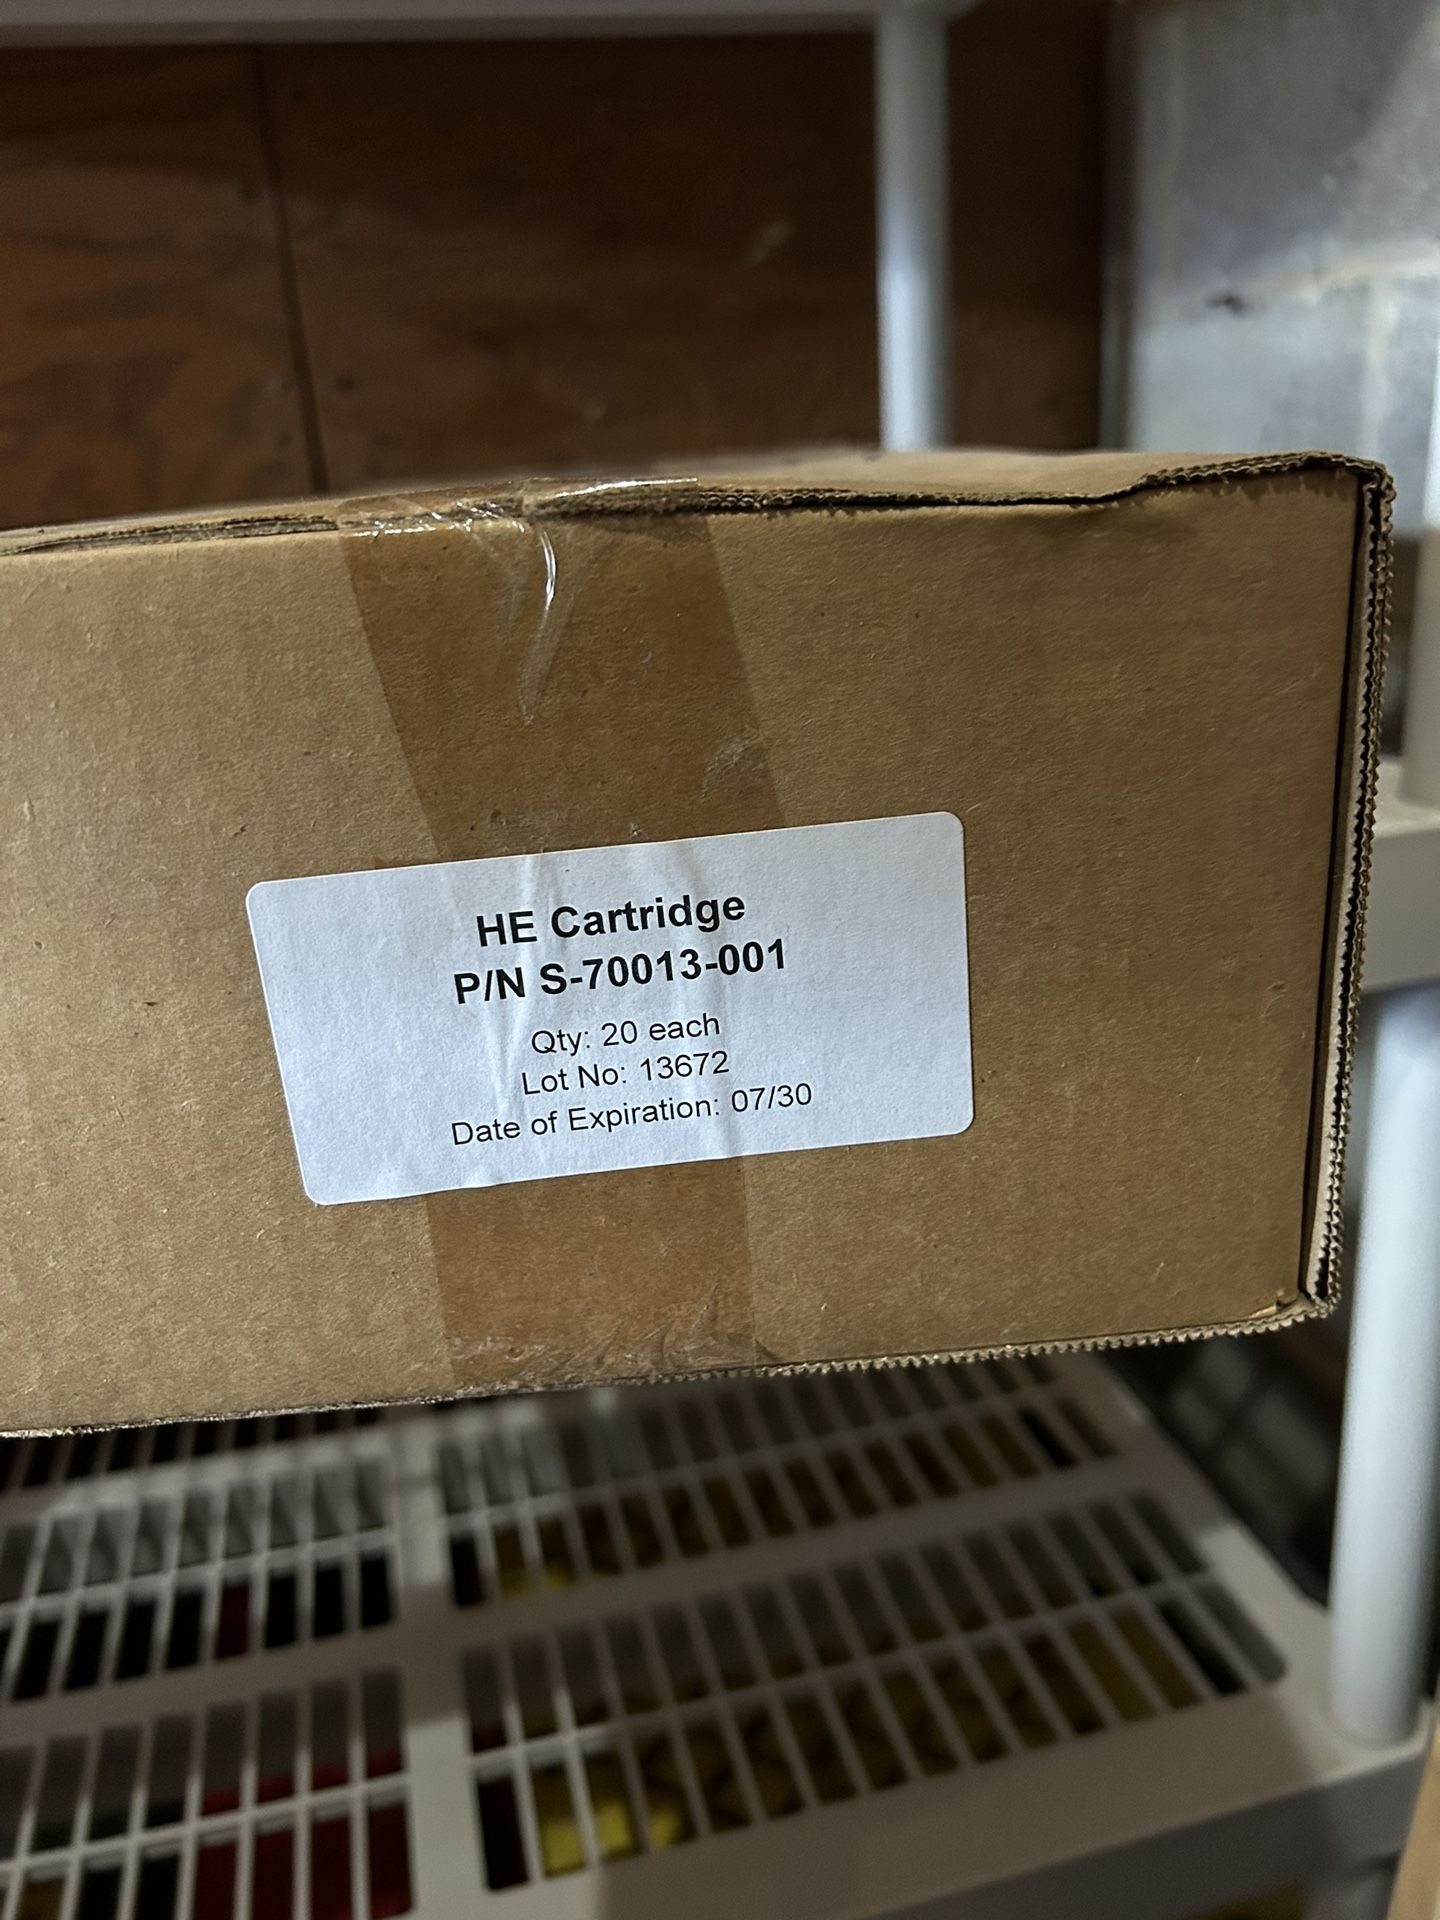 HE Cartridge
P/N S-70013-001
Qty: 20 each
Lot No: 13672
Date of Expiration: 07/30